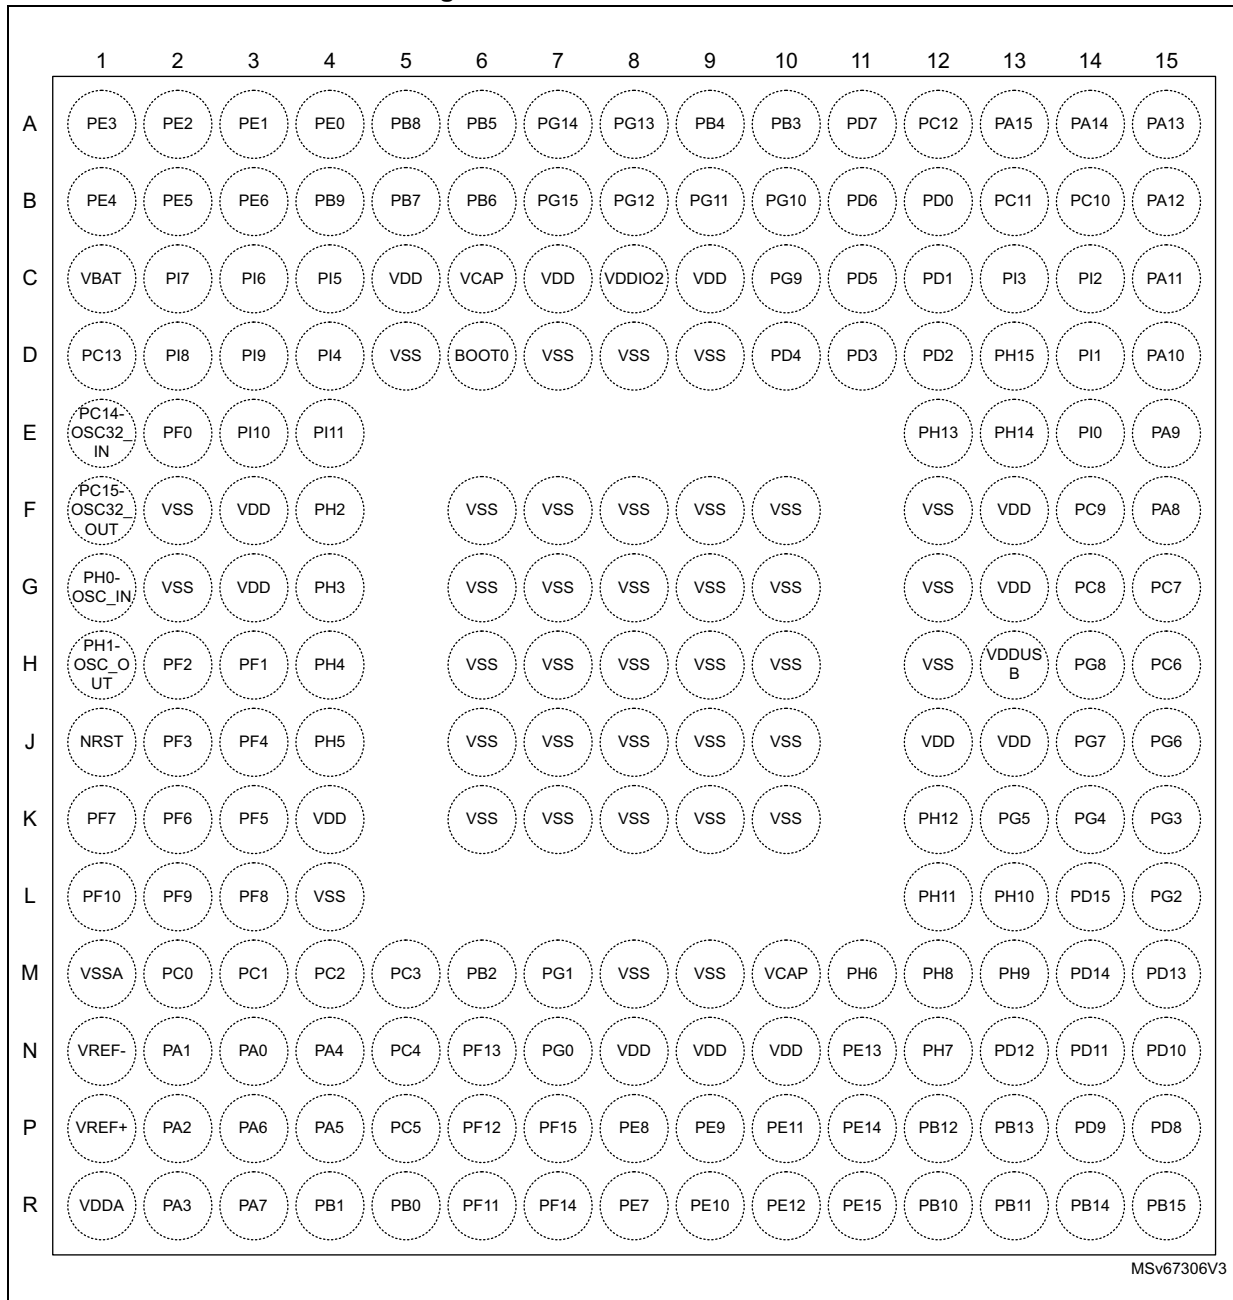 1 2 3 4 5 6 7 8 9 10 11 12 13 14 15
A PE3 PE2 PE1 PE0 PB8 PB5 PG14 PG13 PB4 PB3 PD7 PC12 PA15 PA14 PA13
B PE4 PE5 PE6 PB9 PB7 PB6 PG15 PG12 PG11 PG10 PD6 PD0 PC11 PC10 PA12
C VBAT PI7 PI6 PI5 VDD VCAP VDD VDDIO2 VDD PG9 PD5 PD1 PI3 PI2 PA11
D PC13 PI8 PI9 PI4 VSS BOOT0 VSS VSS VSS PD4 PD3 PD2 PH15 PI1 PA10
PC14-
E OSC32_ PF0 PI10 PI11 PH13 PH14 PI0 PA9
IN
PC15-
F OSC32_ VSS VDD PH2 VSS VSS VSS VSS VSS VSS VDD PC9 PA8
OUT
PH0-
G OSC_IN VSS VDD PH3 VSS VSS VSS VSS VSS VSS VDD PC8 PC7
PH1-
H OSC_O PF2 PF1 PH4 VSS VSS VSS VSS VSS VSS VDDUS PG8 PC6
UT B
J NRST PF3 PF4 PH5 VSS VSS VSS VSS VSS VDD VDD PG7 PG6
K PF7 PF6 PF5 VDD VSS VSS VSS VSS VSS PH12 PG5 PG4 PG3
L PF10 PF9 PF8 VSS PH11 PH10 PD15 PG2
M VSSA PC0 PC1 PC2 PC3 PB2 PG1 VSS VSS VCAP PH6 PH8 PH9 PD14 PD13
N VREF- PA1 PA0 PA4 PC4 PF13 PG0 VDD VDD VDD PE13 PH7 PD12 PD11 PD10
P VREF+ PA2 PA6 PA5 PC5 PF12 PF15 PE8 PE9 PE11 PE14 PB12 PB13 PD9 PD8
R VDDA PA3 PA7 PB1 PB0 PF11 PF14 PE7 PE10 PE12 PE15 PB10 PB11 PB14 PB15
MSv67306V3